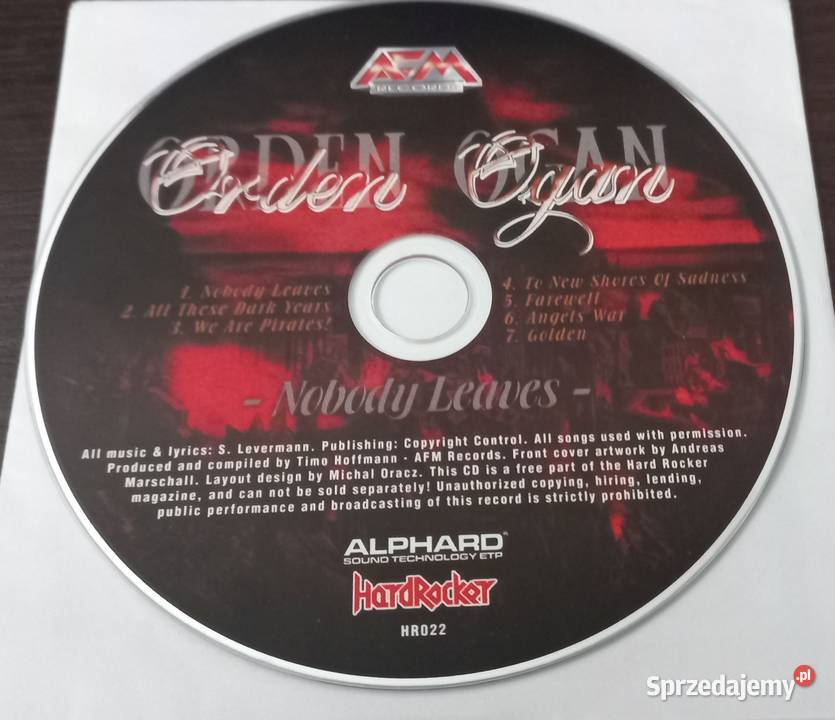 AFM
RECORDS
ORDEN OGAN
Orden Ogan
1. Nobody Leaves
2. All These Dark Years
3. We Are Pirates!
4. To New Shores Of Sadness
5. Farewell
6. Angels War
7. Golden
- Nobody Leaves -
All music & lyrics: S. Levermann. Publishing: Copyright Control. All songs used with permission.
Produced and compiled by Timo Hoffmann - AFM Records. Front cover artwork by Andreas
Marschall. Layout design by Michal Oracz. This CD is a free part of the Hard Rocker
magazine, and can not be sold separately! Unauthorized copying, hiring, lending,
public performance and broadcasting of this record is strictly prohibited.
ALPHARD®
SOUND TECHNOLOGY ETP
HardRocker
HR022
Sprzedajemy.pl